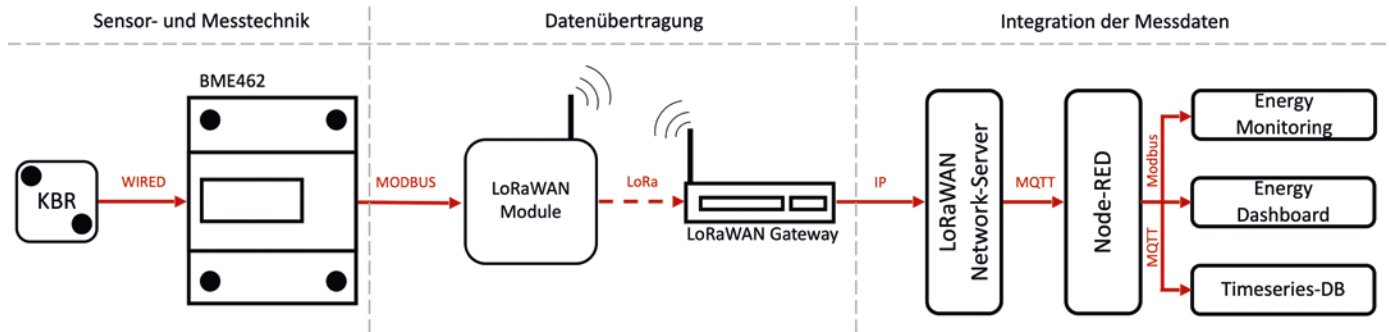 Sensor- und Messtechnik
Datenübertragung
Integration der Messdaten
BME462
KBR
WIRED
MODBUS
LoRaWAN
Module
LoRa
LoRaWAN Gateway
IP
LoRaWAN
Network-Server
MQTT
Node-RED
Modbus
MQTT
Energy
Monitoring
Energy
Dashboard
Timeseries-DB